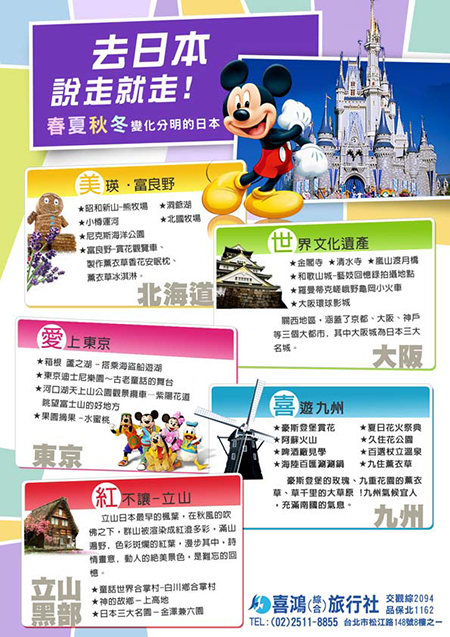 去日本
說走就走!
春夏秋冬變化分明的日本
美瑛・富良野
★昭和新山-熊牧場 ★洞爺湖
★小樽運河 ★北國牧場
★尼克斯海洋公園
★富良野-賞花觀覽車、
製作薰衣草香花安眠枕、
薰衣草冰淇淋。
北海道
世界文化遺產
★金閣寺 ★清水寺 ★嵐山渡月橋
★和歌山城-藝妓回憶錄拍攝地點
★羅曼蒂克嵯峨野亀岡小火車
★大阪環球影城
關西地區,涵蓋了京都、大阪、神戶
等三個大都市,其中大阪城為日本三大
名城。
大阪
愛上東京
★箱根 蘆之湖-搭乘海盜船遊湖
★東京迪士尼樂園~古老童話的舞台
★河口湖天上山公園觀景纜車─紫陽花道
眺望富士山的好地方
★果園摘果-水蜜桃
東京
喜遊九州
★豪斯登堡賞花 ★夏日花火祭典
★阿蘇火山 ★久住花公園
★啤酒廠見學 ★百選杖立溫泉
★海陸百匯涮涮鍋 ★九住薰衣草
豪斯登堡的玫瑰、九重花園的薰衣
草、草千里的大草原!九州氣候宜人
,充滿南國的氣息。
九州
紅不讓-立山
立山日本最早的楓葉,在秋風的吹
佛之下,群山被渲染成紅澄多彩,滿山
遍野,色彩斑爛的紅葉,漫步其中,詩
情畫意,動人的絕美景色,是難忘的回
憶。
★童話世界合掌村-白川鄉合掌村
★神的故鄉-上高地
★日本三大名園-金澤兼六園
立山
黑部
喜鴻(綜合)旅行社 交觀綜2094
品保北1162
TEL:(02)2511-8855 台北市松江路148號8樓之一